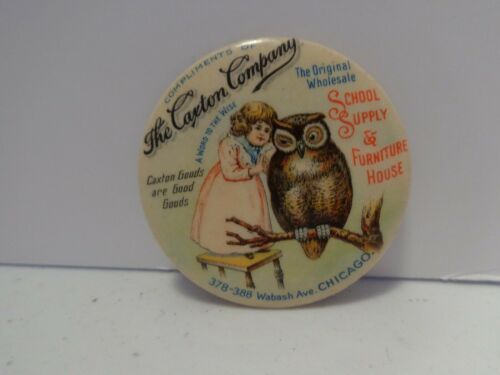 COMPLIMENTS OF
The Caxton Company
A WORD TO THE WISE
The Original
Wholesale
SCHOOL
SUPPLY
&
FURNITURE
HOUSE
Caxton Goods
are Good
Goods
378-388 Wabash Ave. CHICAGO.